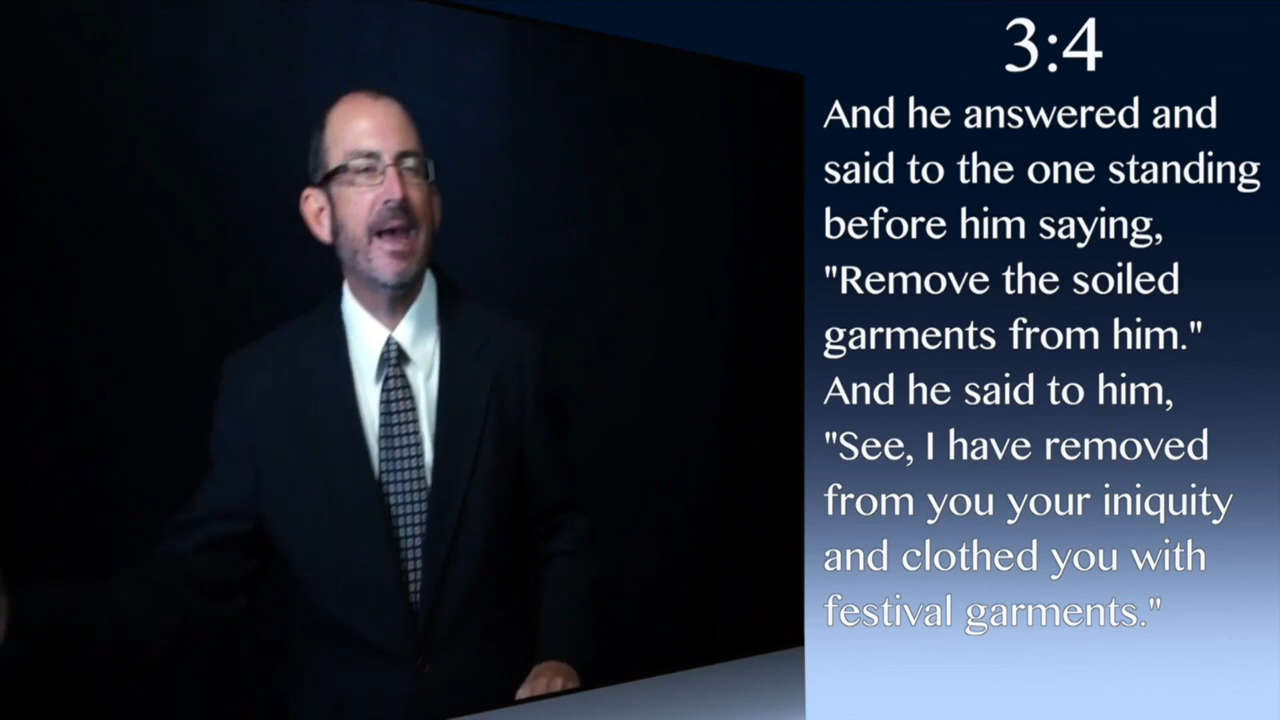 3:4
And he answered and
said to the one standing
before him saying,
"Remove the soiled
garments from him."
And he said to him,
"See, I have removed
from you your iniquity
and clothed you with
festival garments."